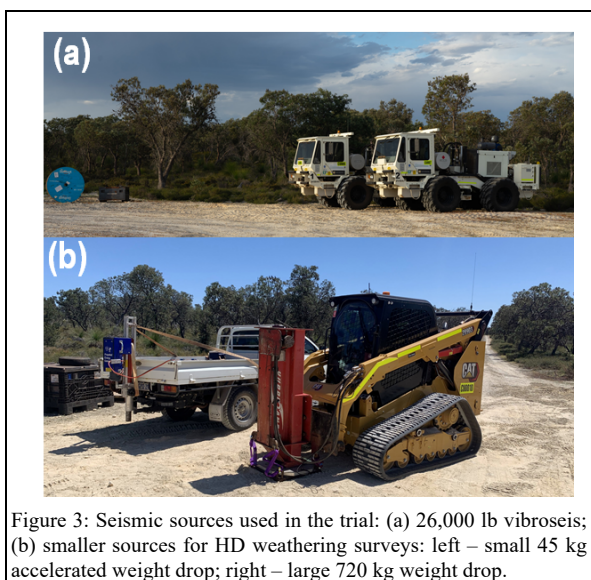 (a)
(b)
CAT
Figure 3: Seismic sources used in the trial: (a) 26,000 lb vibroseis;
(b) smaller sources for HD weathering surveys: left – small 45 kg
accelerated weight drop; right – large 720 kg weight drop.